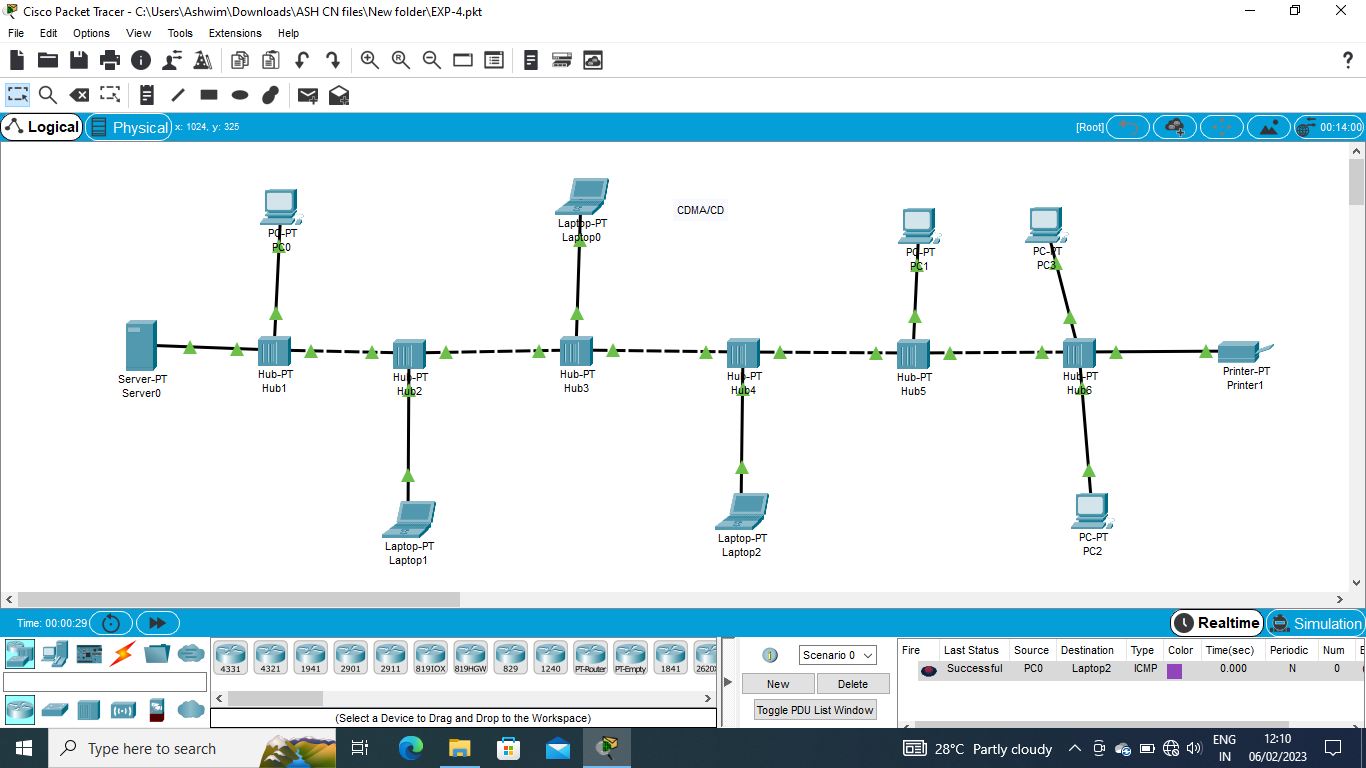 Cisco Packet Tracer - C:\Users\Ashwim\Downloads\ASH CN files\New folder\EXP-4.pkt
File Edit Options View Tools Extensions Help
?
Logical Physical x: 1024, y: 325 [Root] 00:14:00
CDMA/CD
PC-PT
PC0
Laptop-PT
Laptop0
PC-PT
PC1
PC-PT
PC3
Server-PT
Server0
Hub-PT
Hub1
Hub-PT
Hub2
Hub-PT
Hub3
Hub-PT
Hub4
Hub-PT
Hub5
Hub-PT
Hub6
Printer-PT
Printer1
Laptop-PT
Laptop1
Laptop-PT
Laptop2
PC-PT
PC2
Time: 00:00:29 Realtime Simulation
4331 4321 1941 2901 2911 819IOX 819HGW 829 1240 PT-Router PT-Empty 1841 2620X
(Select a Device to Drag and Drop to the Workspace)
Scenario 0
New Delete
Toggle PDU List Window
Fire Last Status Source Destination Type Color Time(sec) Periodic Num
Successful PC0 Laptop2 ICMP 0.000 N 0
Type here to search
28°C Partly cloudy
ENG
IN
12:10
06/02/2023